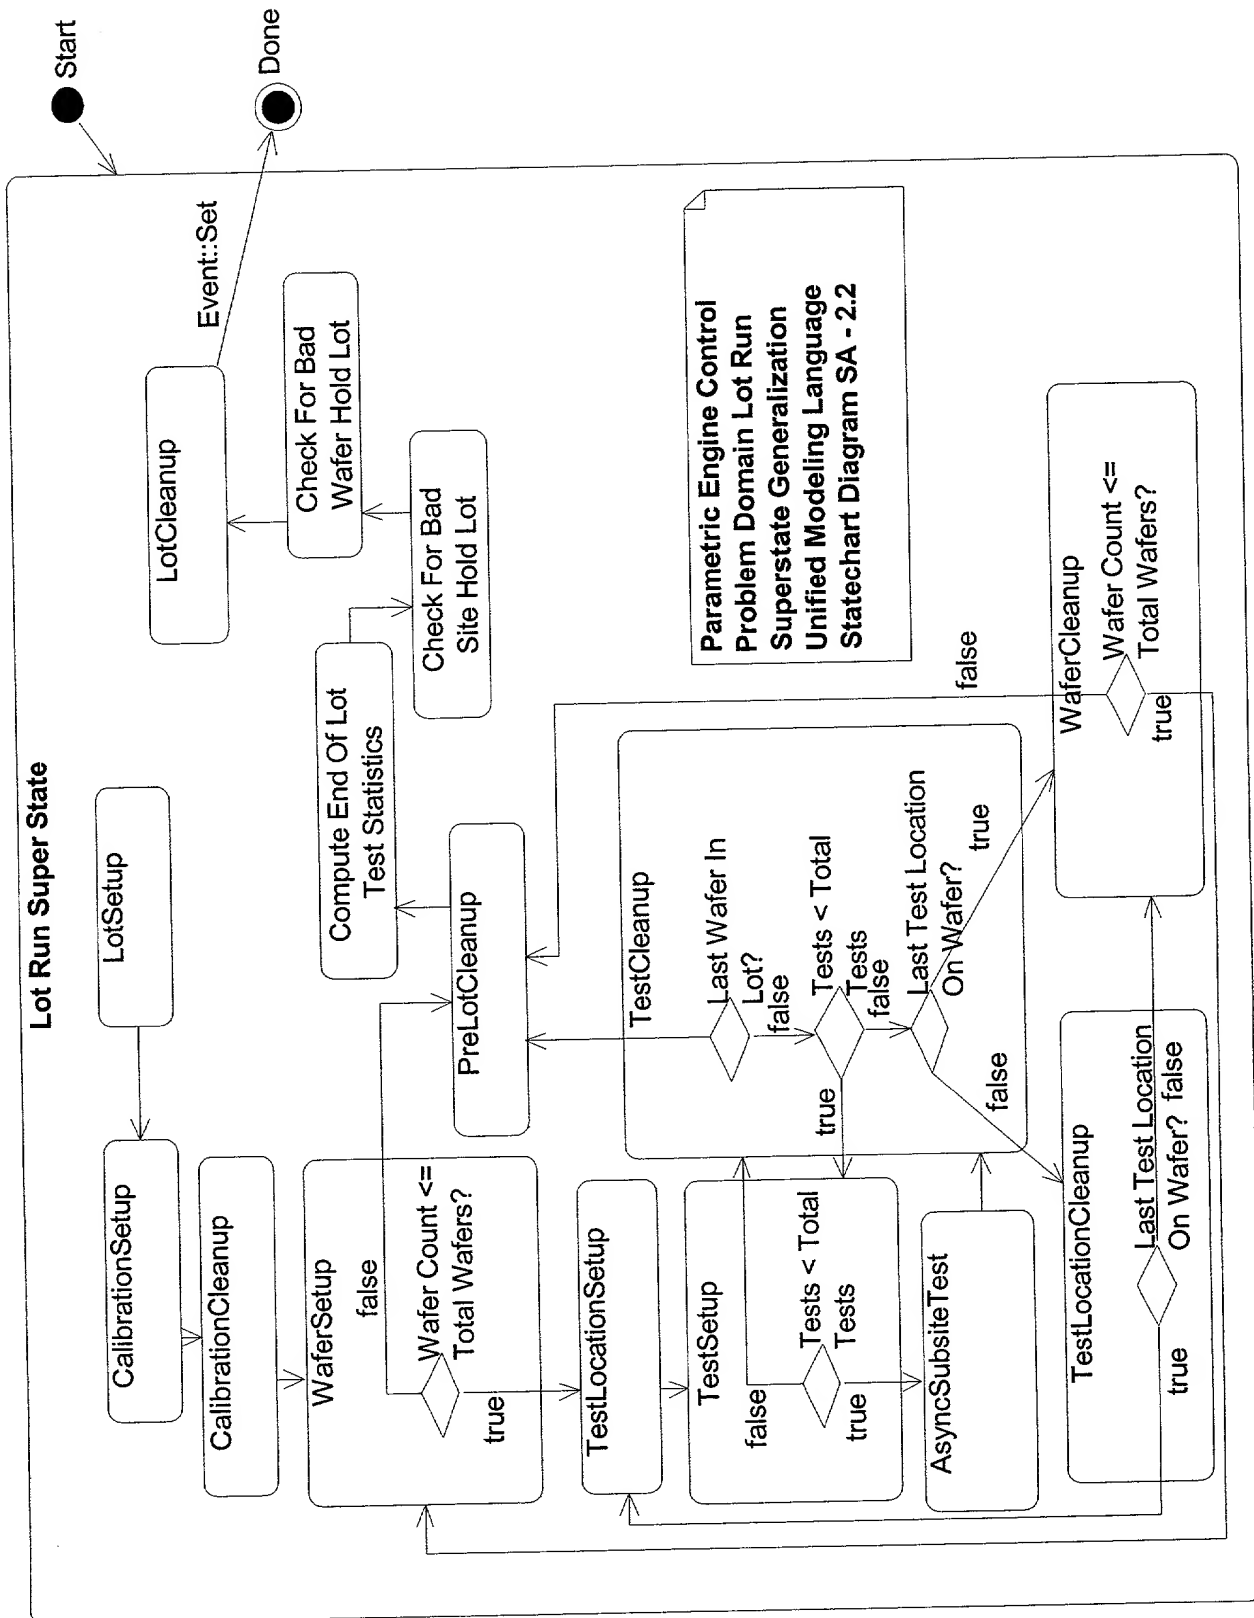 Start
Done
Lot Run Super State
LotSetup
CalibrationSetup
CalibrationCleanup
WaferSetup
false
Wafer Count <=
Total Wafers?
true
TestLocationSetup
TestSetup
false
Tests < Total
Tests
true
AsyncSubsiteTest
LotCleanup
Event::Set
Check For Bad
Wafer Hold Lot
Check For Bad
Site Hold Lot
Compute End Of Lot
Test Statistics
PreLotCleanup
TestCleanup
Last Wafer In
Lot?
false
Tests < Total
Tests
true
false
Last Test Location
On Wafer?
true
false
TestLocationCleanup
Last Test Location
On Wafer?
false
true
WaferCleanup
Wafer Count <=
Total Wafers?
false
true
Parametric Engine Control
Problem Domain Lot Run
Superstate Generalization
Unified Modeling Language
Statechart Diagram SA - 2.2